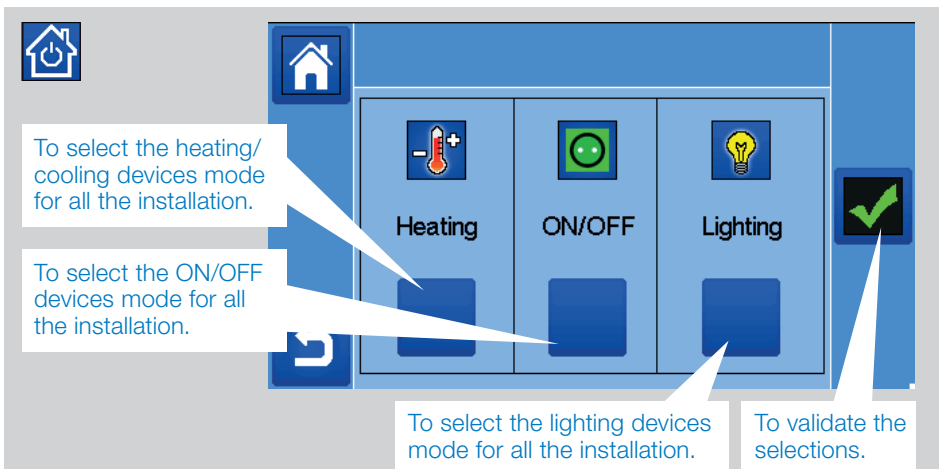 To select the heating/
cooling devices mode
for all the installation.
Heating
ON/OFF
Lighting
To select the ON/OFF
devices mode for all
the installation.
To select the lighting devices
mode for all the installation.
To validate the
selections.